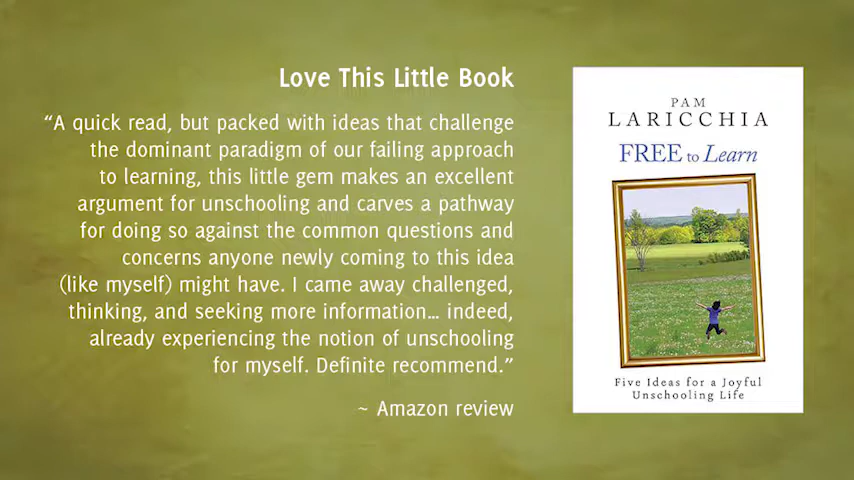 Love This Little Book
“A quick read, but packed with ideas that challenge
the dominant paradigm of our failing approach
to learning, this little gem makes an excellent
argument for unschooling and carves a pathway
for doing so against the common questions and
concerns anyone newly coming to this idea
(like myself) might have. I came away challenged,
thinking, and seeking more information... indeed,
already experiencing the notion of unschooling
for myself. Definite recommend.”
~ Amazon review
PAM
LARICCHIA
FREE to Learn
Five Ideas for a Joyful
Unschooling Life